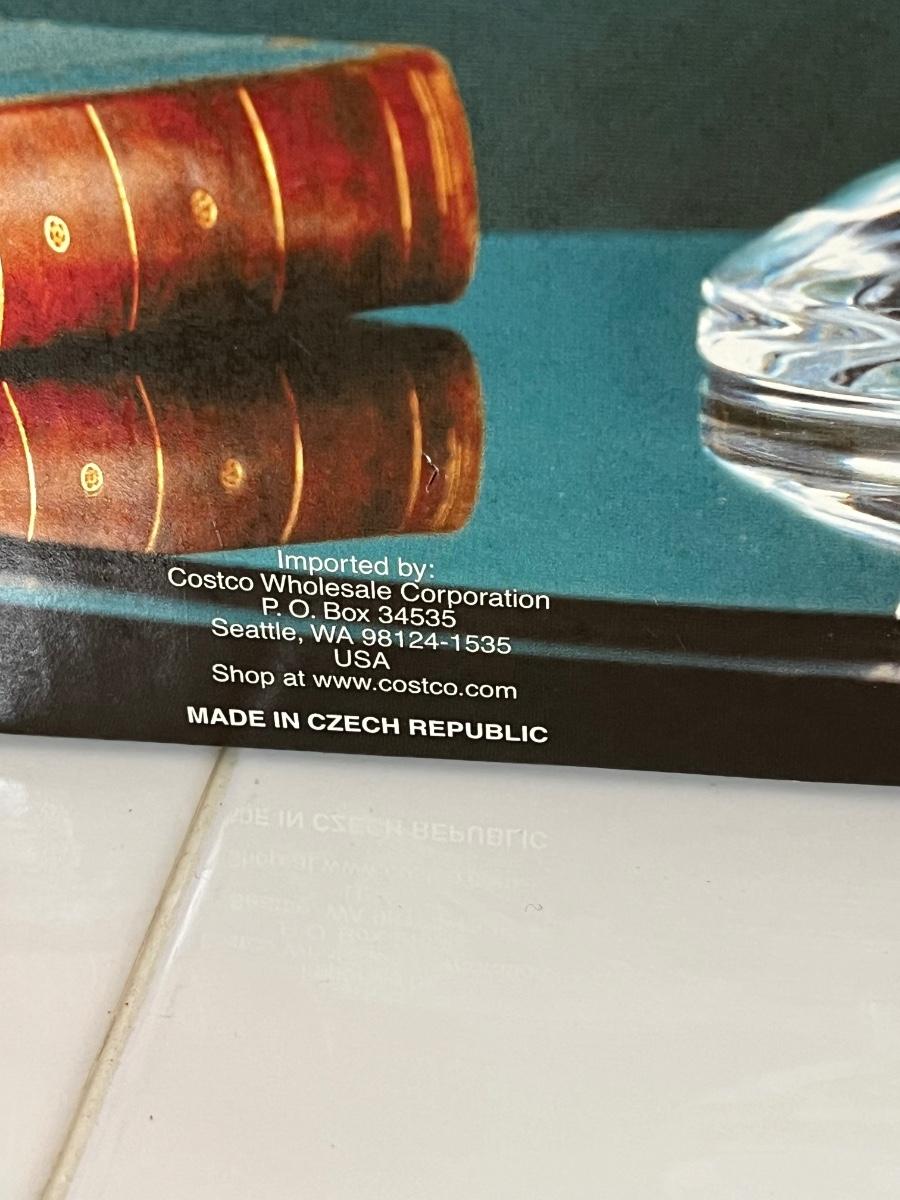 Imported by:
Costco Wholesale Corporation
P. O. Box 34535
Seattle, WA 98124-1535
USA
Shop at www.costco.com
MADE IN CZECH REPUBLIC